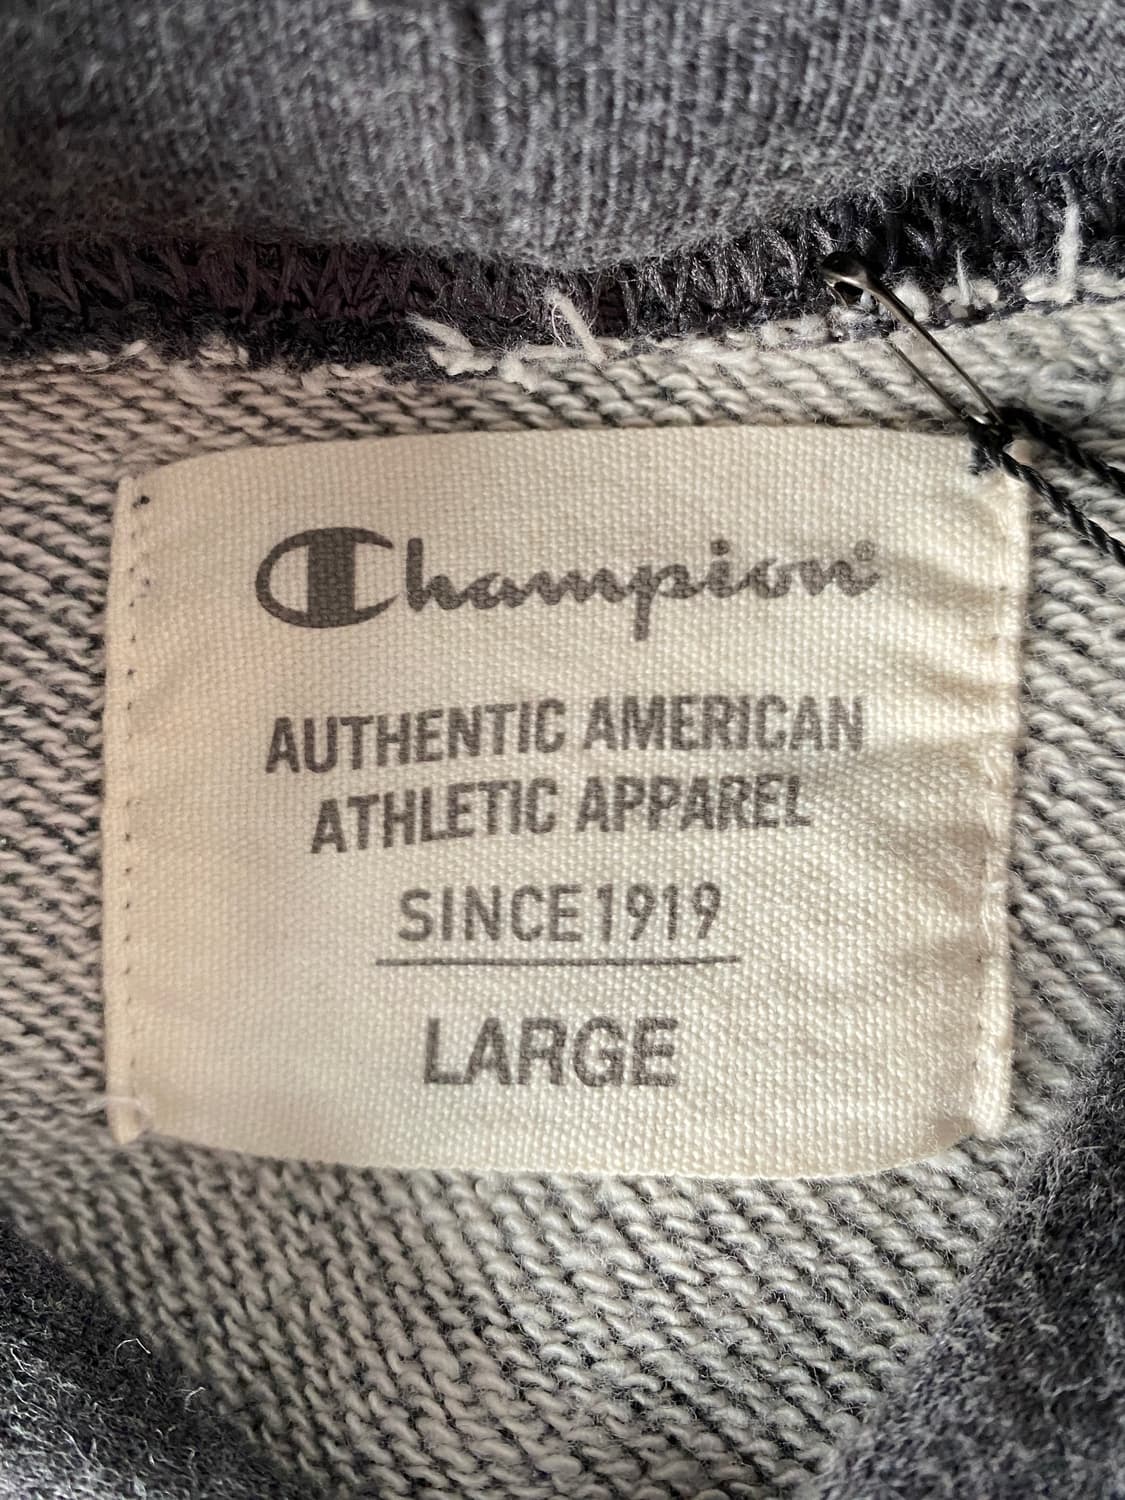 Champion®
AUTHENTIC AMERICAN
ATHLETIC APPAREL
SINCE 1919
LARGE